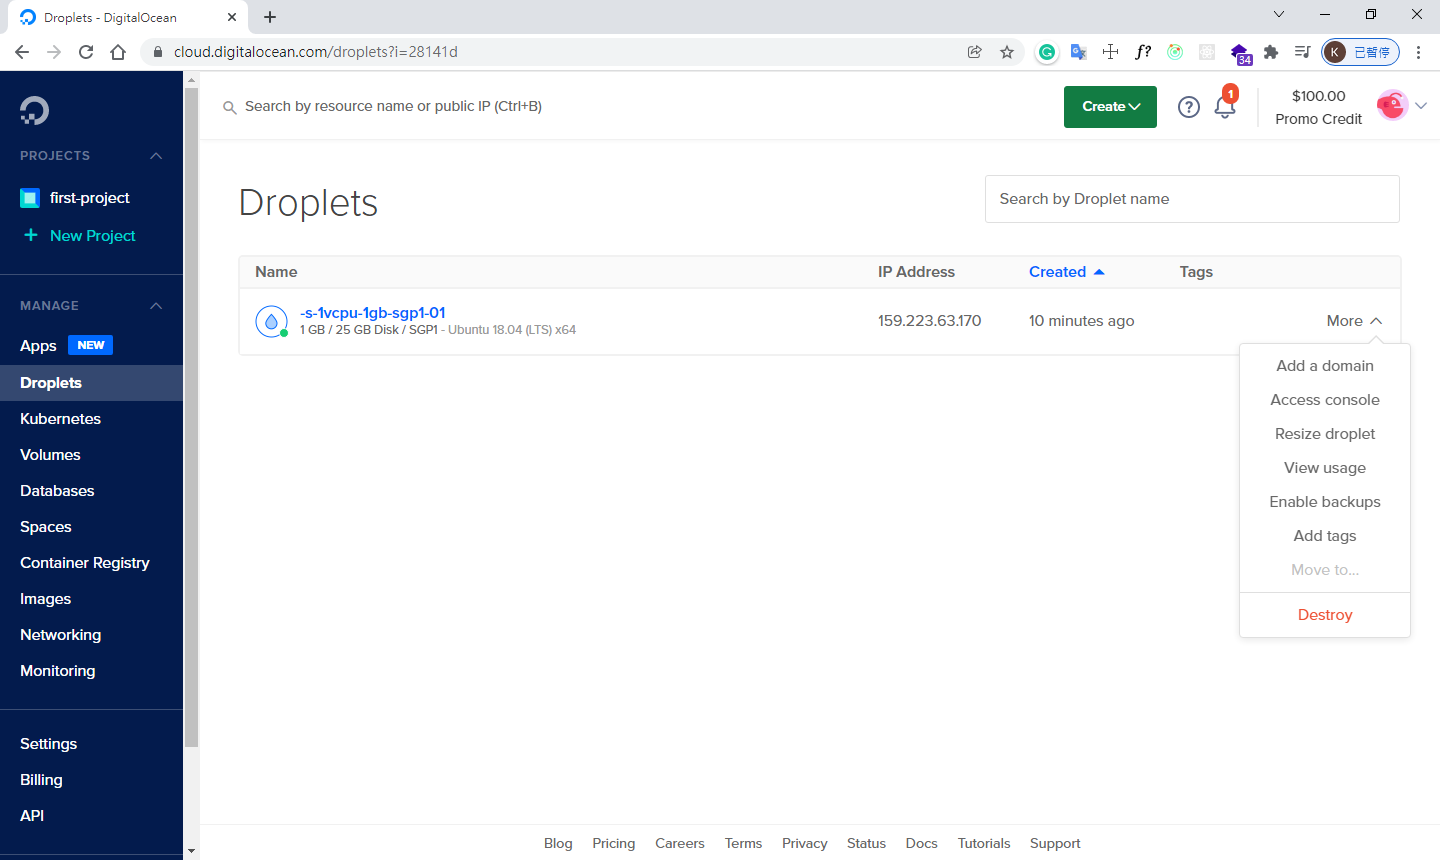 Droplets - DigitalOcean
cloud.digitalocean.com/droplets?i=28141d
f?
34
K 已暫停
Search by resource name or public IP (Ctrl+B)
Create
1
$100.00
Promo Credit
PROJECTS
first-project
+ New Project
MANAGE
Apps NEW
Droplets
Kubernetes
Volumes
Databases
Spaces
Container Registry
Images
Networking
Monitoring
Settings
Billing
API
Droplets
Search by Droplet name
Name IP Address Created Tags
-s-1vcpu-1gb-sgp1-01
1 GB / 25 GB Disk / SGP1 - Ubuntu 18.04 (LTS) x64
159.223.63.170
10 minutes ago
More
Add a domain
Access console
Resize droplet
View usage
Enable backups
Add tags
Move to...
Destroy
Blog Pricing Careers Terms Privacy Status Docs Tutorials Support